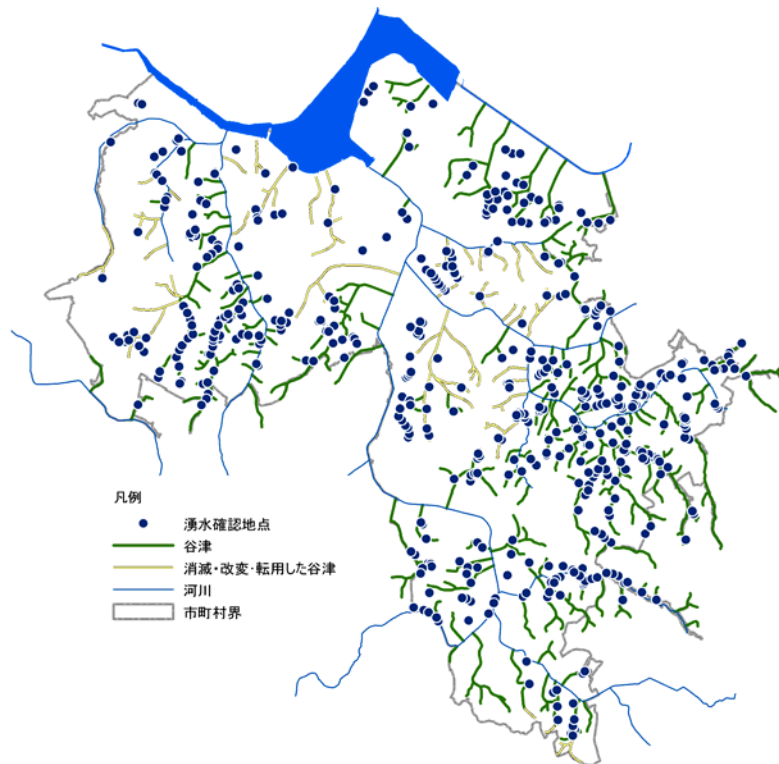 凡例
湧水確認地点
谷津
消滅・改変・転用した谷津
河川
市町村界